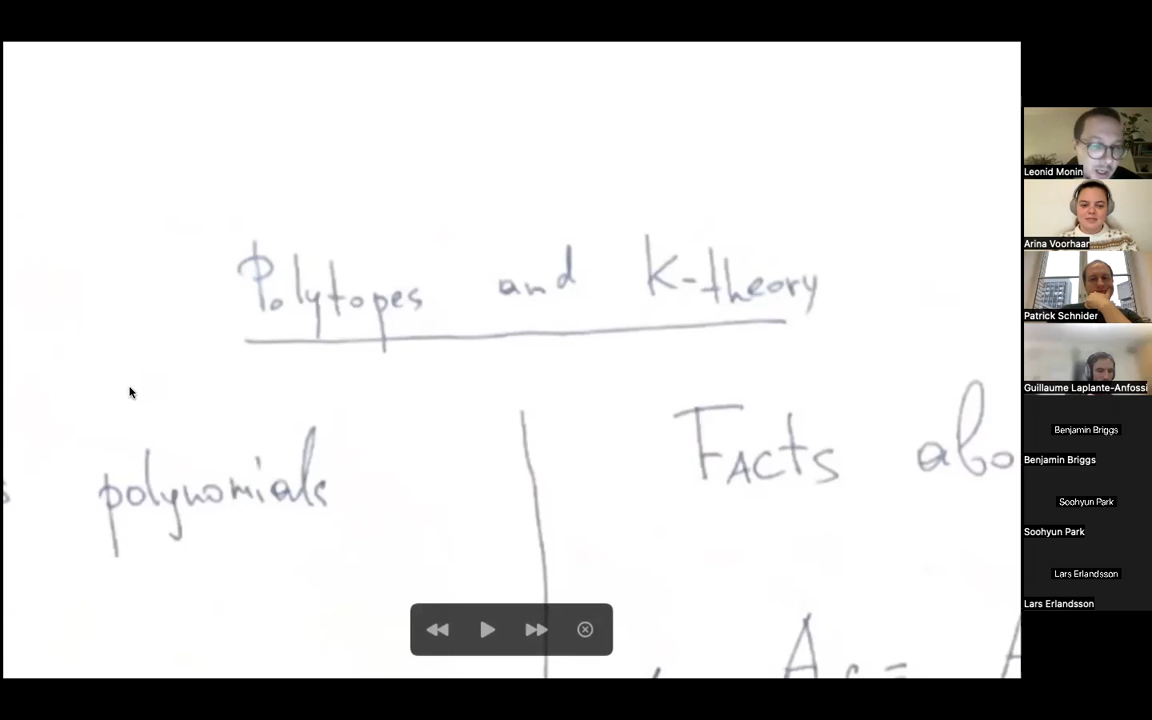 Polytopes and K-theory
polynomials
Facts abo
A
Leonid Monin
Arina Voorhaar
Patrick Schnider
Guillaume Laplante-Anfossi
Benjamin Briggs
Benjamin Briggs
Soohyun Park
Soohyun Park
Lars Erlandsson
Lars Erlandsson